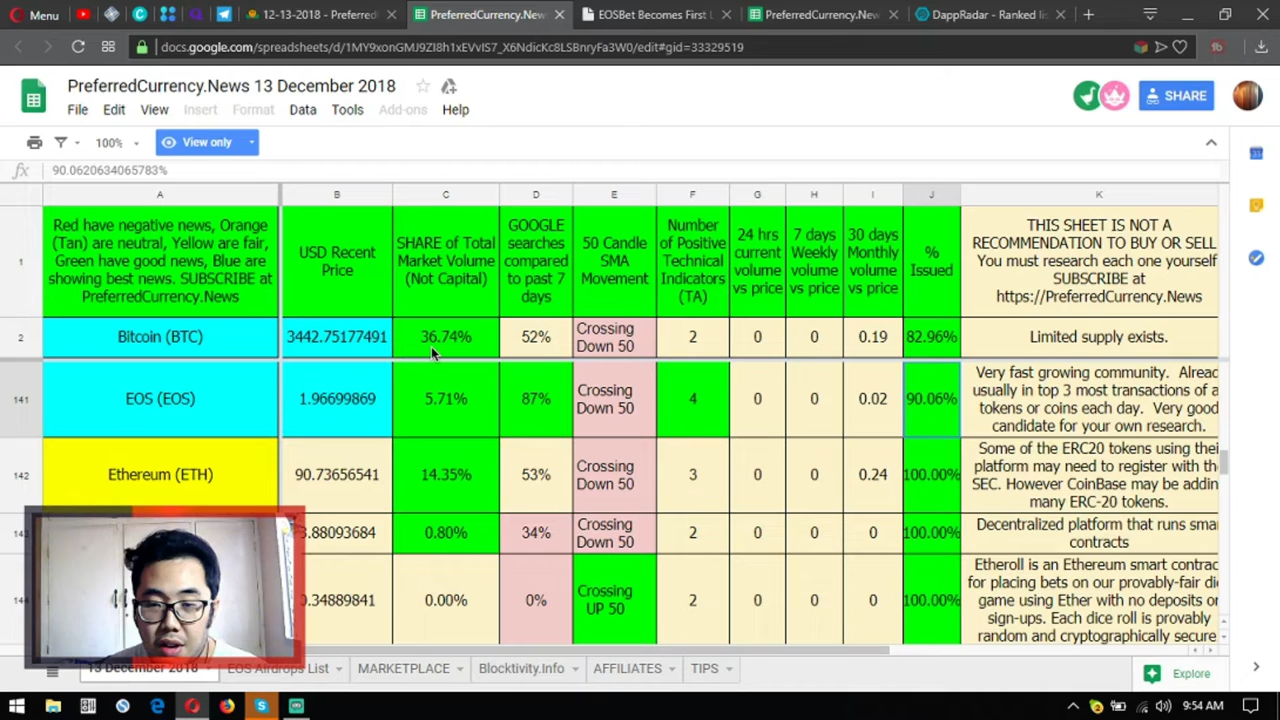 Menu
12-13-2018 - Preferred
PreferredCurrency.New
EOSBet Becomes First L
PreferredCurrency.New
DappRadar - Ranked lis
docs.google.com/spreadsheets/d/1MY9xonGMJ9ZI8h1xEVvIS7_X6NdicKc8LSBnryFa3W0/edit#gid=33329519
PreferredCurrency.News 13 December 2018
SHARE
File Edit View Insert Format Data Tools Add-ons Help
100% View only
fx 90.0620634065783%
A B C D E F G H I J K
1
Red have negative news, Orange
(Tan) are neutral, Yellow are fair,
Green have good news, Blue are
showing best news. SUBSCRIBE at
PreferredCurrency.News
USD Recent
Price
SHARE of Total
Market Volume
(Not Capital)
GOOGLE
searches
compared
to past 7
days
50 Candle
SMA
Movement
Number
of Positive
Technical
Indicators
(TA)
24 hrs
current
volume
vs price
7 days
Weekly
volume
vs price
30 days
Monthly
volume
vs price
%
Issued
THIS SHEET IS NOT A
RECOMMENDATION TO BUY OR SELL
You must research each one yourself
SUBSCRIBE at
https://PreferredCurrency.News
2 Bitcoin (BTC) 3442.75177491 36.74% 52% Crossing
Down 50 2 0 0 0.19 82.96% Limited supply exists.
141 EOS (EOS) 1.96699869 5.71% 87% Crossing
Down 50 4 0 0 0.02 90.06%
Very fast growing community. Alread
usually in top 3 most transactions of a
tokens or coins each day. Very good
candidate for your own research.
142 Ethereum (ETH) 90.73656541 14.35% 53% Crossing
Down 50 3 0 0 0.24 100.00%
Some of the ERC20 tokens using thei
platform may need to register with th
SEC. However CoinBase may be addin
many ERC-20 tokens.
3.88093684 0.80% 34% Crossing
Down 50 2 0 0 0 100.00%
Decentralized platform that runs sma
contracts
0.34889841 0.00% 0% Crossing
UP 50 2 0 0 0 100.00%
Etheroll is an Ethereum smart contrac
for placing bets on our provably-fair di
game using Ether with no deposits or
sign-ups. Each dice roll is provably
random and cryptographically secure
13 December 2018 EOS Airdrops List MARKETPLACE Blocktivity.Info AFFILIATES TIPS Explore
9:54 AM